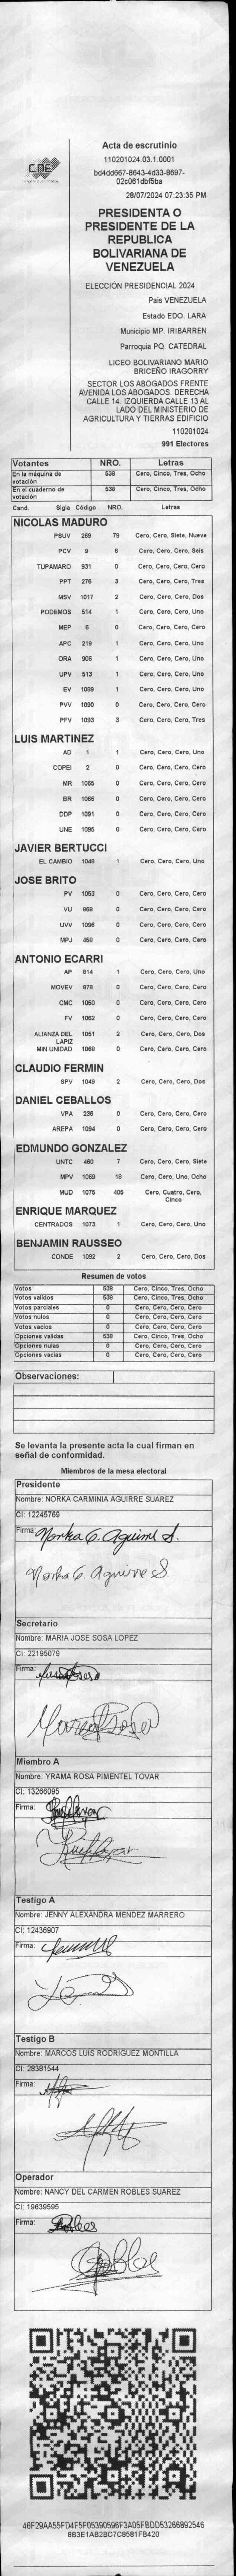 Acta de escrutinio
CNE
110201024.03.1.0001
bd4dd667-8643-4d33-8697-
02c061dbf5ba
28/07/2024 07:23:35 PM
PRESIDENTA O
PRESIDENTE DE LA
REPUBLICA
BOLIVARIANA DE
VENEZUELA
ELECCIÓN PRESIDENCIAL 2024
Pais VENEZUELA
Estado EDO. LARA
Municipio MP. IRIBARREN
Parroquia PQ. CATEDRAL
LICEO BOLIVARIANO MARIO
BRICEÑO IRAGORRY
SECTOR LOS ABOGADOS FRENTE
AVENIDA LOS ABOGADOS. DERECHA
CALLE 14. IZQUIERDA CALLE 13 AL
LADO DEL MINISTERIO DE
AGRICULTURA Y TIERRAS EDIFICIO
110201024
991 Electores
Votantes NRO. Letras
En la máquina de votación 538 Cero, Cinco, Tres, Ocho
En el cuaderno de votación 538 Cero, Cinco, Tres, Ocho
Cand. Sigla Código NRO. Letras
NICOLAS MADURO
PSUV 269 79 Cero, Cero, Siete, Nueve
PCV 9 6 Cero, Cero, Cero, Seis
TUPAMARO 931 0 Cero, Cero, Cero, Cero
PPT 276 3 Cero, Cero, Cero, Tres
MSV 1017 2 Cero, Cero, Cero, Dos
PODEMOS 614 1 Cero, Cero, Cero, Uno
MEP 6 0 Cero, Cero, Cero, Cero
APC 219 1 Cero, Cero, Cero, Uno
ORA 906 1 Cero, Cero, Cero, Uno
UPV 513 1 Cero, Cero, Cero, Uno
EV 1089 1 Cero, Cero, Cero, Uno
PVV 1090 0 Cero, Cero, Cero, Cero
PFV 1093 3 Cero, Cero, Cero, Tres
LUIS MARTINEZ
AD 1 1 Cero, Cero, Cero, Uno
COPEI 2 0 Cero, Cero, Cero, Cero
MR 1065 0 Cero, Cero, Cero, Cero
BR 1066 0 Cero, Cero, Cero, Cero
DDP 1091 0 Cero, Cero, Cero, Cero
UNE 1095 0 Cero, Cero, Cero, Cero
JAVIER BERTUCCI
EL CAMBIO 1048 1 Cero, Cero, Cero, Uno
JOSE BRITO
PV 1053 0 Cero, Cero, Cero, Cero
VU 868 0 Cero, Cero, Cero, Cero
UVV 1096 0 Cero, Cero, Cero, Cero
MPJ 458 0 Cero, Cero, Cero, Cero
ANTONIO ECARRI
AP 814 1 Cero, Cero, Cero, Uno
MOVEV 878 0 Cero, Cero, Cero, Cero
CMC 1050 0 Cero, Cero, Cero, Cero
FV 1062 0 Cero, Cero, Cero, Cero
ALIANZA DEL LAPIZ 1051 2 Cero, Cero, Cero, Dos
MIN UNIDAD 1068 0 Cero, Cero, Cero, Cero
CLAUDIO FERMIN
SPV 1049 2 Cero, Cero, Cero, Dos
DANIEL CEBALLOS
VPA 236 0 Cero, Cero, Cero, Cero
AREPA 1094 0 Cero, Cero, Cero, Cero
EDMUNDO GONZALEZ
UNTC 460 7 Cero, Cero, Cero, Siete
MPV 1069 18 Cero, Cero, Uno, Ocho
MUD 1075 405 Cero, Cuatro, Cero, Cinco
ENRIQUE MARQUEZ
CENTRADOS 1073 1 Cero, Cero, Cero, Uno
BENJAMIN RAUSSEO
CONDE 1092 2 Cero, Cero, Cero, Dos
Resumen de votos
Votos 538 Cero, Cinco, Tres, Ocho
Votos validos 538 Cero, Cinco, Tres, Ocho
Votos parciales 0 Cero, Cero, Cero, Cero
Votos nulos 0 Cero, Cero, Cero, Cero
Votos vacios 0 Cero, Cero, Cero, Cero
Opciones validas 538 Cero, Cinco, Tres, Ocho
Opciones nulas 0 Cero, Cero, Cero, Cero
Opciones vacias 0 Cero, Cero, Cero, Cero
Observaciones:
Se levanta la presente acta la cual firman en
señal de conformidad.
Miembros de la mesa electoral
Presidente
Nombre: NORKA CARMINIA AGUIRRE SUAREZ
CI: 12245769
Firma: Norka C. Aguirre S.
Norka C. Aguirre S
Secretario
Nombre: MARIA JOSE SOSA LOPEZ
CI: 22195079
Firma:
Miembro A
Nombre: YRAMA ROSA PIMENTEL TOVAR
CI: 13266095
Firma:
Testigo A
Nombre: JENNY ALEXANDRA MENDEZ MARRERO
CI: 12436907
Firma:
Testigo B
Nombre: MARCOS LUIS RODRIGUEZ MONTILLA
CI: 28381544
Firma:
Operador
Nombre: NANCY DEL CARMEN ROBLES SUAREZ
CI: 19639595
Firma: Robles
Robles
46F29AA55FD4F5F05390596F3A05FBDD53266892546
8B3E1AB2BC7C8581FB420